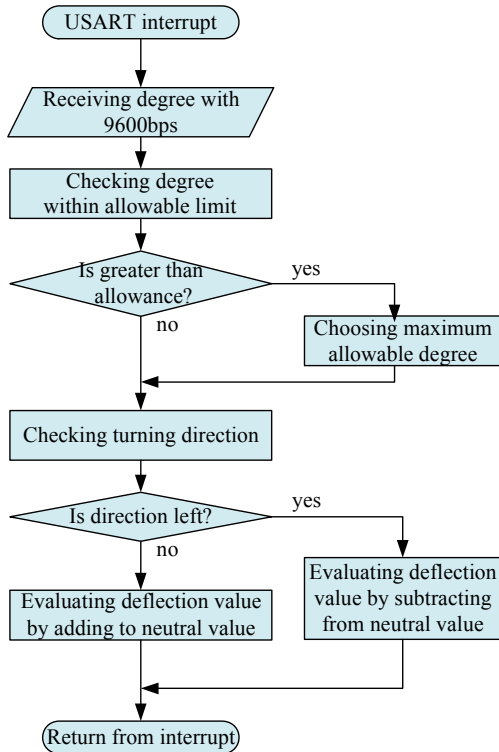 USART interrupt
Receiving degree with
9600bps
Checking degree
within allowable limit
Is greater than
allowance?
yes
no
Choosing maximum
allowable degree
Checking turning direction
Is direction left?
yes
no
Evaluating deflection value
by adding to neutral value
Evaluating deflection
value by subtracting
from neutral value
Return from interrupt